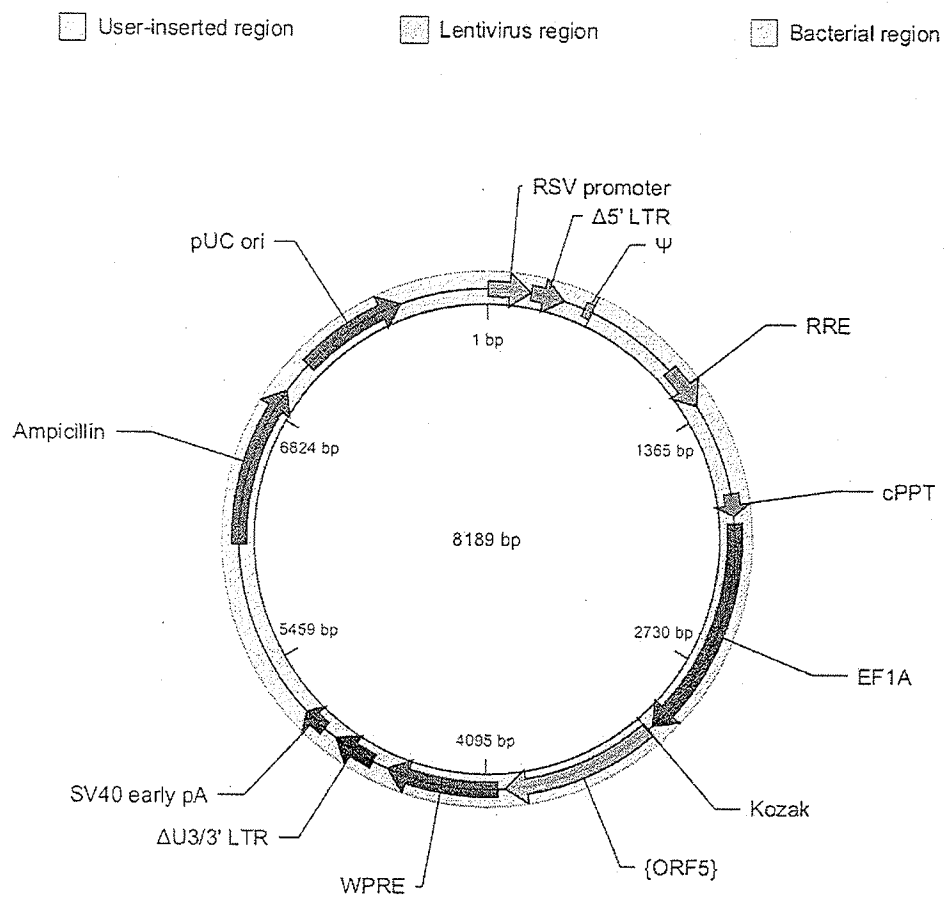 User-inserted region
Lentivirus region
Bacterial region
RSV promoter
Δ5' LTR
Ψ
pUC ori
RRE
1 bp
Ampicillin
6824 bp
1365 bp
cPPT
8189 bp
5459 bp
2730 bp
EF1A
4095 bp
SV40 early pA
Kozak
ΔU3/3' LTR
{ORF5}
WPRE